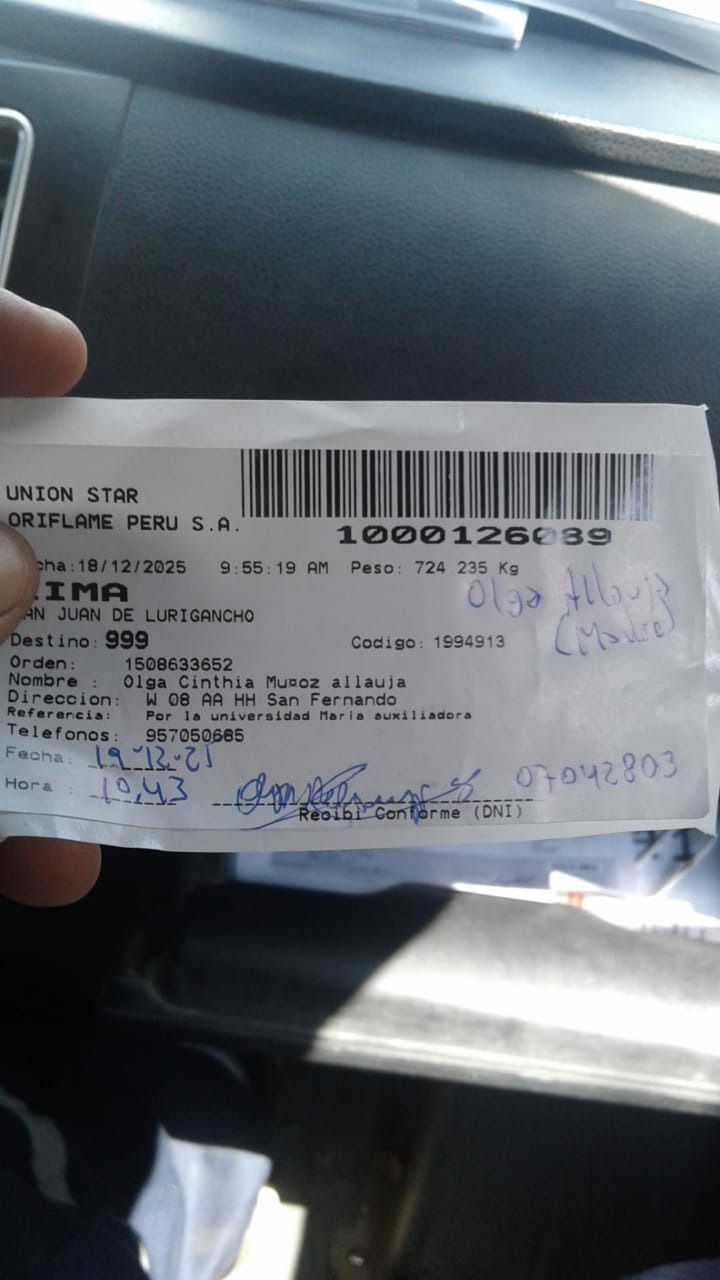 UNION STAR
ORIFLAME PERU S.A.
1000126089
cha:18/12/2025 9:55:19 AM Peso: 724 235 Kg
IMA
AN JUAN DE LURIGANCHO
Olga Allauja
(Madre)
Destino: 999 Codigo: 1994913
Orden: 1508633652
Nombre : Olga Cinthia Muñoz allauja
Direccion: W 08 AA HH San Fernando
Referencia: Por la universidad Maria auxiliadora
Telefonos: 957050685
Fecha: 19-12-25
Hora : 10,43
07042803
Recibi Conforme (DNI)